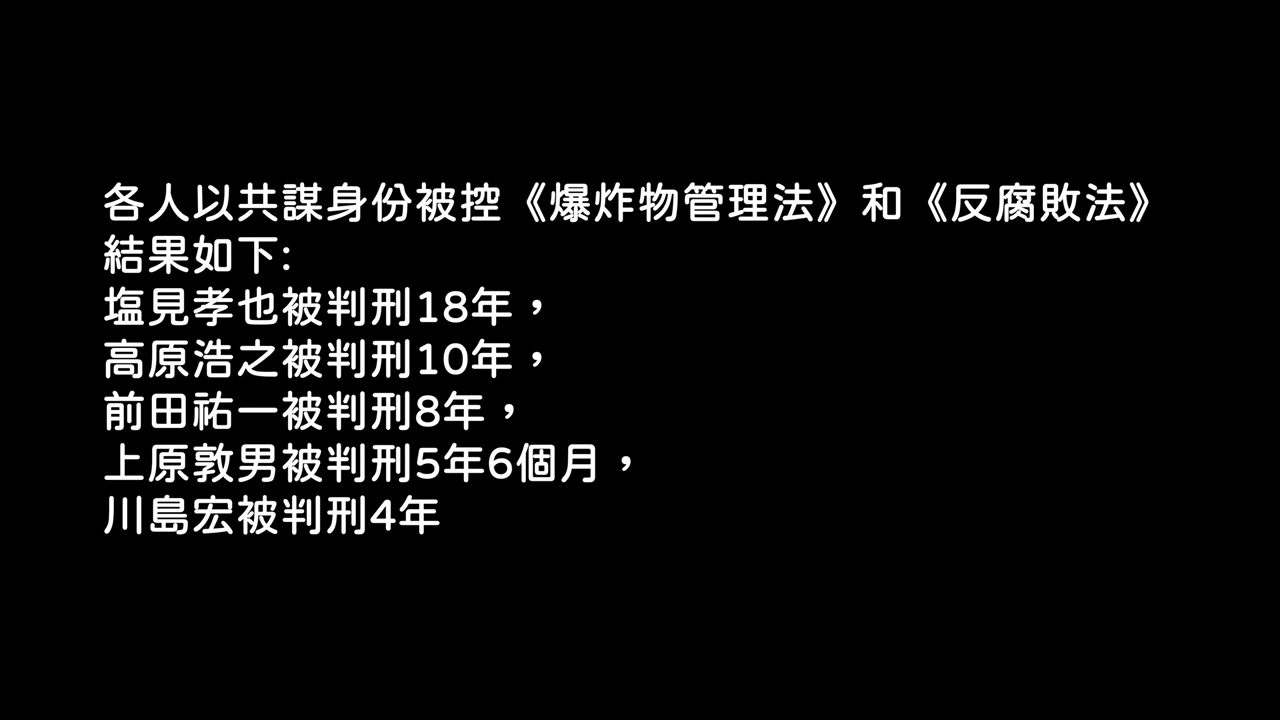 各人以共謀身份被控《爆炸物管理法》和《反腐敗法》
結果如下:
塩見孝也被判刑18年，
高原浩之被判刑10年，
前田祐一被判刑8年，
上原敦男被判刑5年6個月，
川島宏被判刑4年